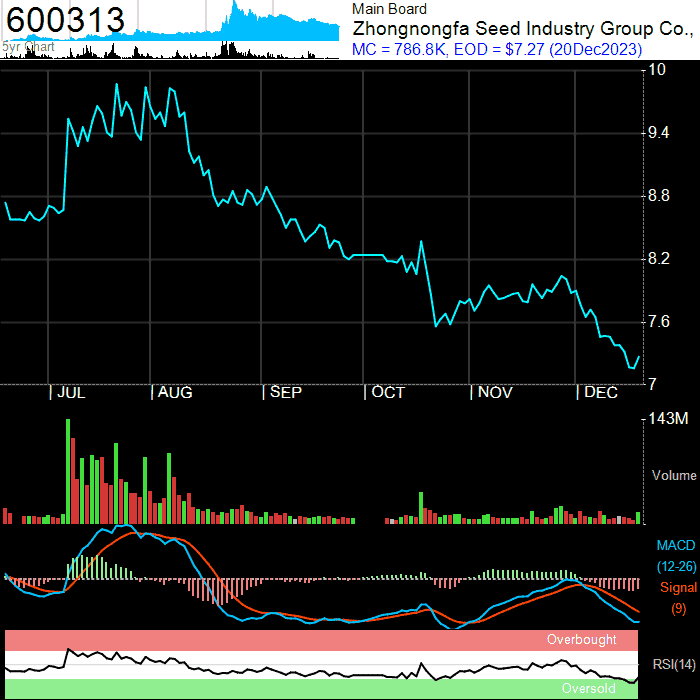 600313
5yr Chart
Main Board
Zhongnongfa Seed Industry Group Co.,
MC = 786.8K, EOD = $7.27 (20Dec2023)
10
9.4
8.8
8.2
7.6
7
JUL
AUG
SEP
OCT
NOV
DEC
143M
Volume
MACD
(12-26)
Signal
(9)
Overbought
RSI(14)
Oversold